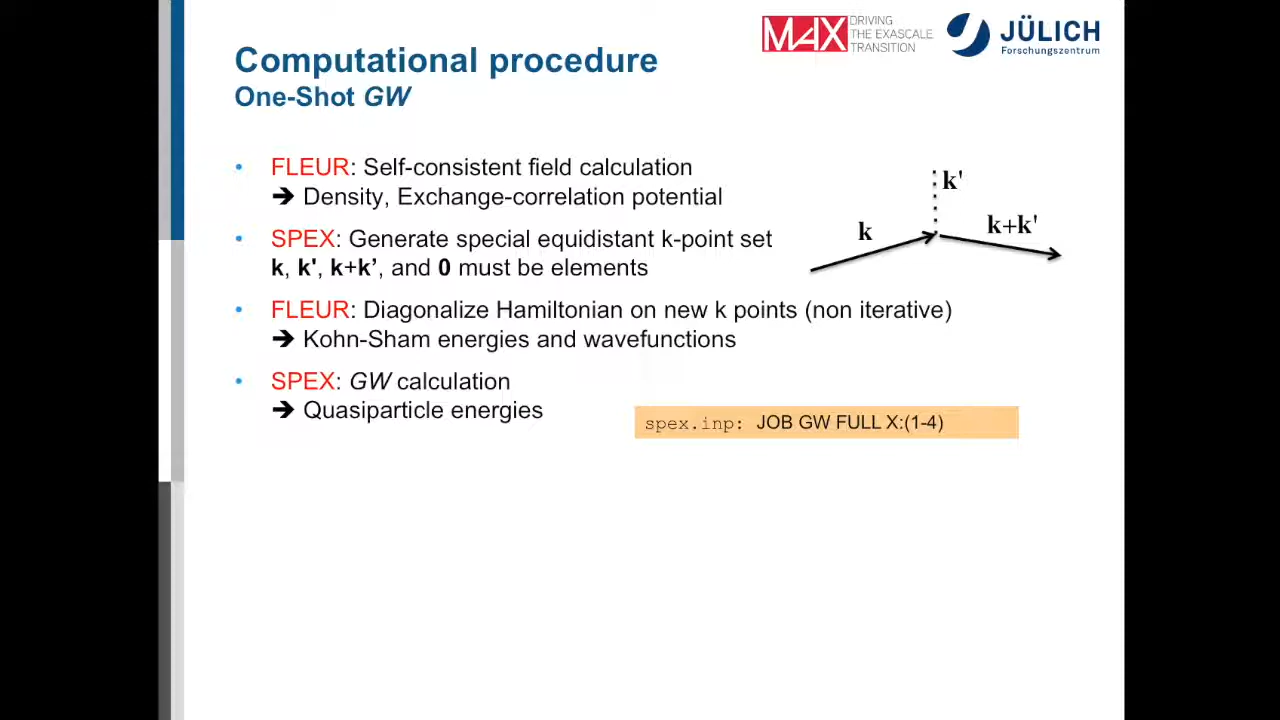 MAX DRIVING
THE EXASCALE
TRANSITION
JÜLICH
Forschungszentrum
Computational procedure
One-Shot GW
• FLEUR: Self-consistent field calculation
➔ Density, Exchange-correlation potential
• SPEX: Generate special equidistant k-point set
k, k', k+k’, and 0 must be elements
k'
k
k+k'
• FLEUR: Diagonalize Hamiltonian on new k points (non iterative)
➔ Kohn-Sham energies and wavefunctions
• SPEX: GW calculation
➔ Quasiparticle energies
spex.inp: JOB GW FULL X:(1-4)